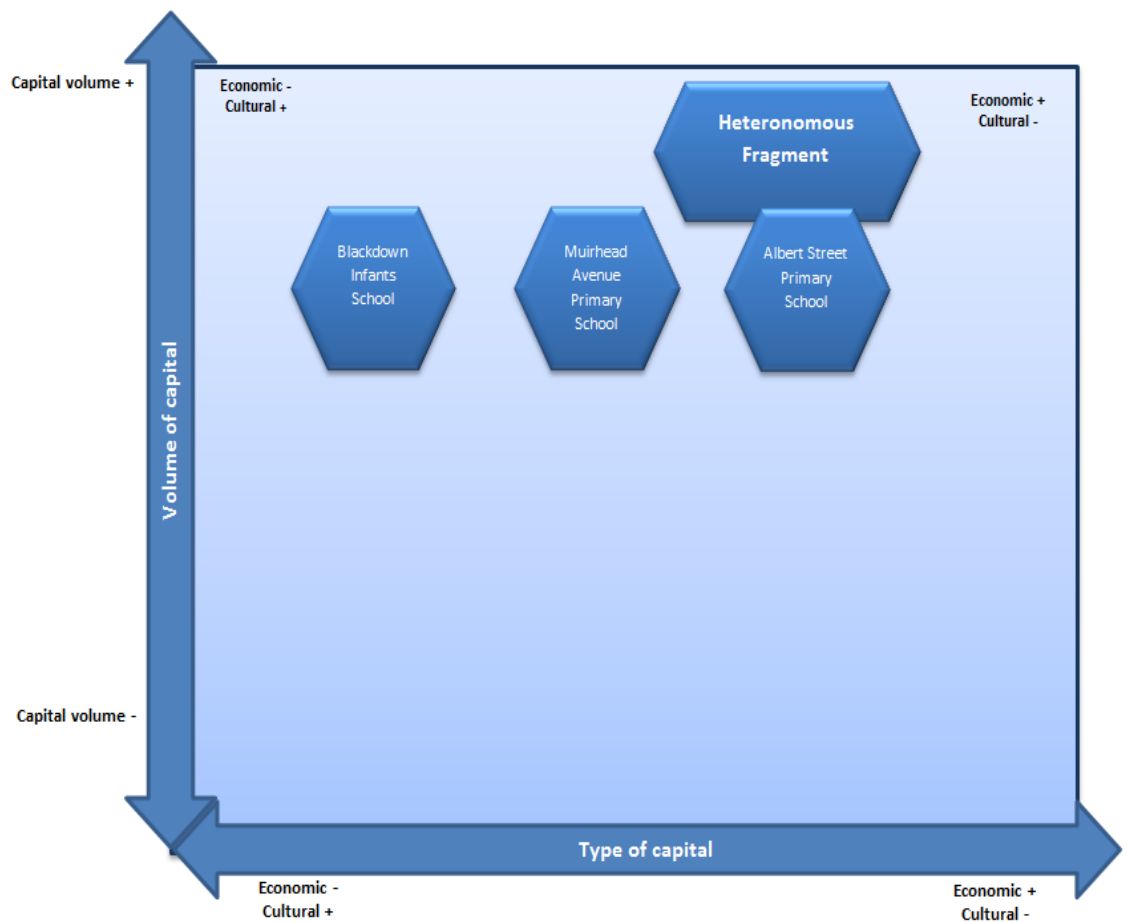 Capital volume +
Economic -
Cultural +
Heteronomous
Fragment
Economic +
Cultural -
Blackdown
Infants
School
Muirhead
Avenue
Primary
School
Albert Street
Primary
School
Volume of capital
Capital volume -
Type of capital
Economic -
Cultural +
Economic +
Cultural -